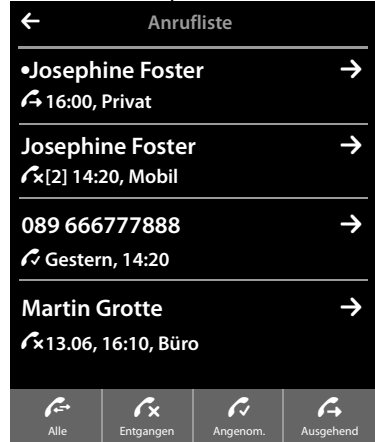 Anrufliste
•Josephine Foster
16:00, Privat
Josephine Foster
[2] 14:20, Mobil
089 666777888
Gestern, 14:20
Martin Grotte
13.06, 16:10, Büro
Alle
Entgangen
Angenom.
Ausgehend